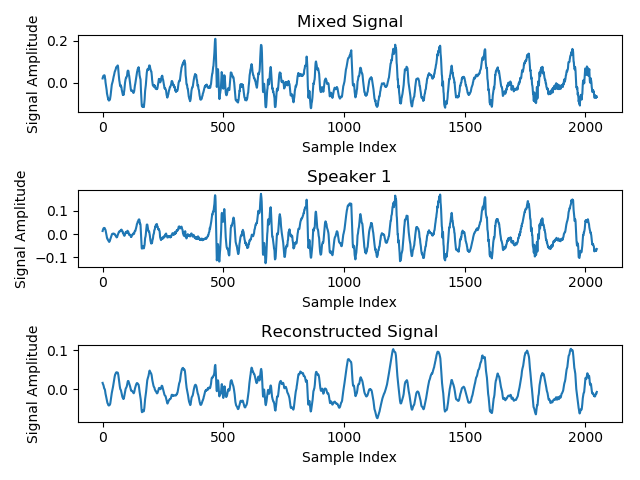 Mixed Signal
Signal Amplitude
0.2
0.0
0
500
1000
1500
2000
Sample Index
Speaker 1
Signal Amplitude
0.1
0.0
−0.1
0
500
1000
1500
2000
Sample Index
Reconstructed Signal
Signal Amplitude
0.1
0.0
0
500
1000
1500
2000
Sample Index